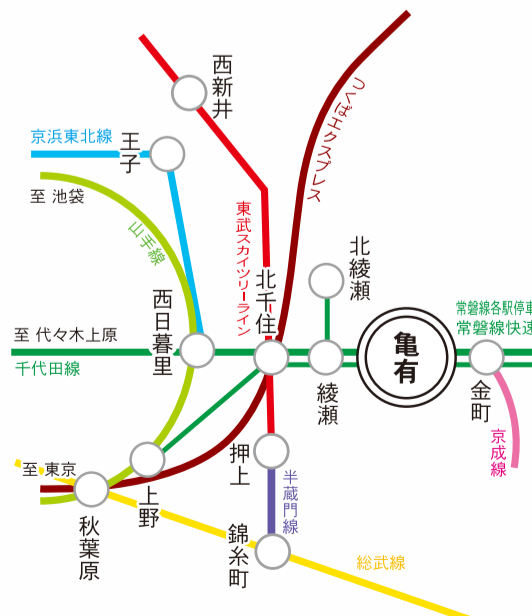 西新井
つくばエクスプレス
京浜東北線
王子
至 池袋
山手線
東武スカイツリーライン
北千住
北綾瀬
西日暮里
常磐線各駅停車
常磐線快速
至 代々木上原
千代田線
亀有
綾瀬
金町
京成線
至 東京
上野
押上
半蔵門線
秋葉原
錦糸町
総武線